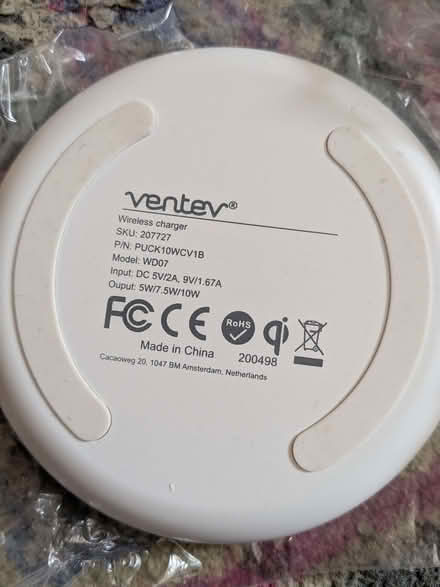 ventev®
Wireless charger
SKU: 207727
P/N: PUCK10WCV1B
Model: WD07
Input: DC 5V/2A, 9V/1.67A
Output: 5W/7.5W/10W
FC CE RoHS qi
Made in China 200498
Cacaoweg 20, 1047 BM Amsterdam, Netherlands